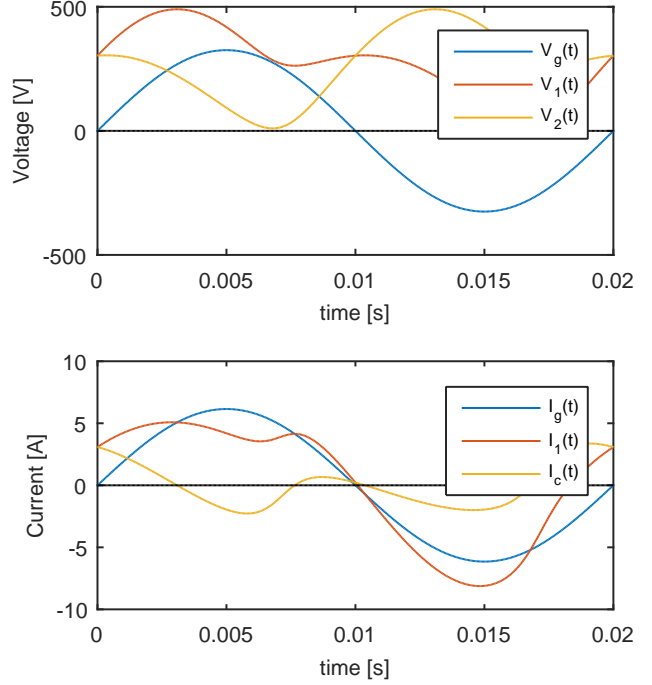 500
0
-500
Voltage [V]
V_g(t)
V_1(t)
V_2(t)
0 0.005 0.01 0.015 0.02
time [s]
10
5
0
-5
-10
Current [A]
I_g(t)
I_1(t)
I_c(t)
0 0.005 0.01 0.015 0.02
time [s]